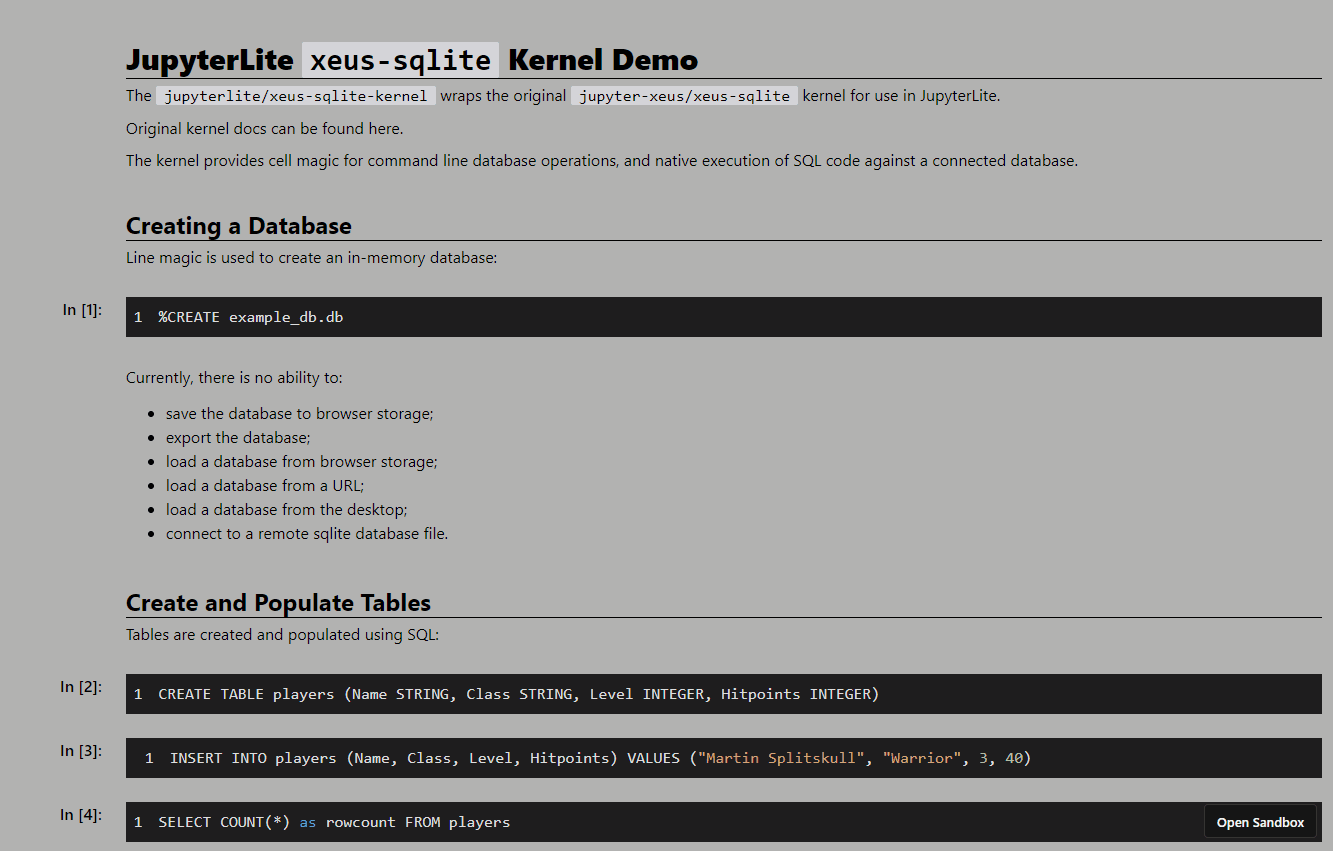 JupyterLite xeus-sqlite Kernel Demo
The jupyterlite/xeus-sqlite-kernel wraps the original jupyter-xeus/xeus-sqlite kernel for use in JupyterLite.
Original kernel docs can be found here.
The kernel provides cell magic for command line database operations, and native execution of SQL code against a connected database.
Creating a Database
Line magic is used to create an in-memory database:
In [1]: 1 %CREATE example_db.db
Currently, there is no ability to:
• save the database to browser storage;
• export the database;
• load a database from browser storage;
• load a database from a URL;
• load a database from the desktop;
• connect to a remote sqlite database file.
Create and Populate Tables
Tables are created and populated using SQL:
In [2]: 1 CREATE TABLE players (Name STRING, Class STRING, Level INTEGER, Hitpoints INTEGER)
In [3]: 1 INSERT INTO players (Name, Class, Level, Hitpoints) VALUES ("Martin Splitskull", "Warrior", 3, 40)
In [4]: 1 SELECT COUNT(*) as rowcount FROM players
Open Sandbox